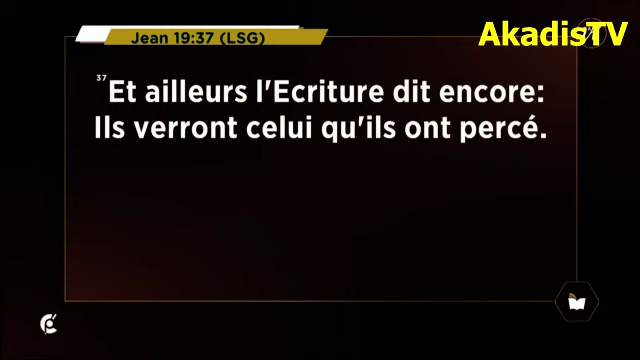 Jean 19:37 (LSG)
AkadisTV
37 Et ailleurs l'Ecriture dit encore:
Ils verront celui qu'ils ont percé.